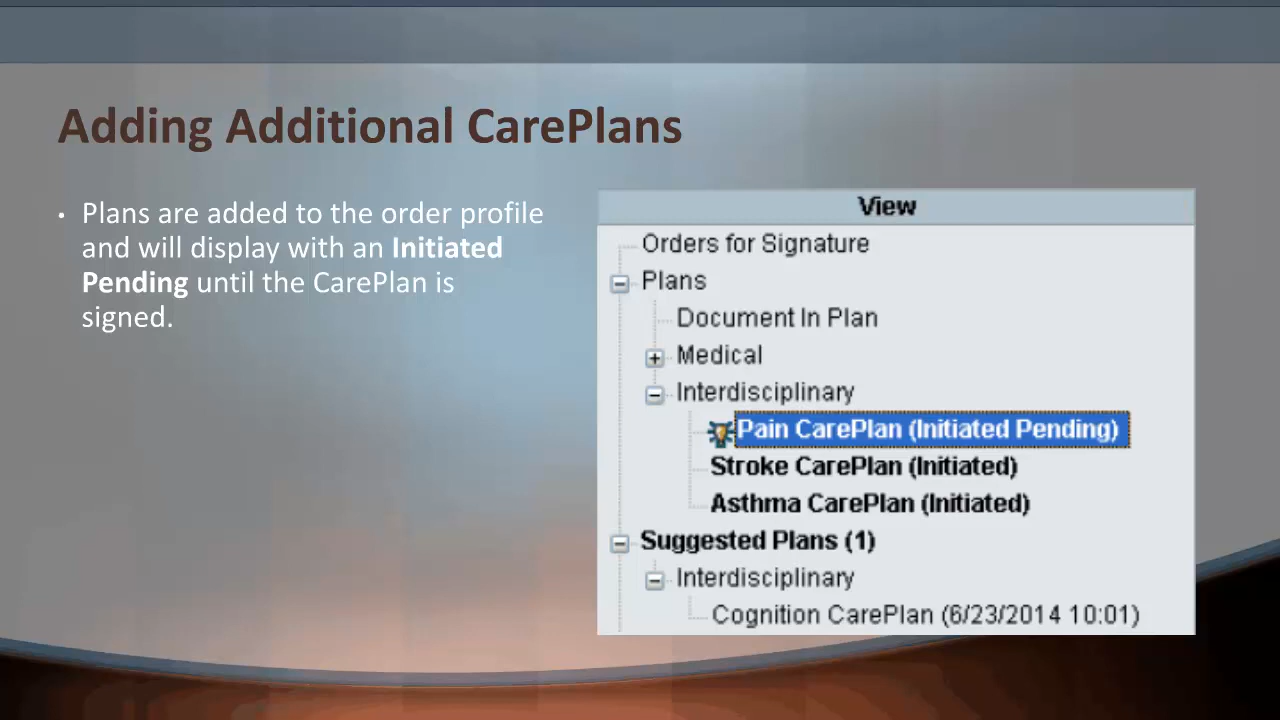 Adding Additional CarePlans
• Plans are added to the order profile
and will display with an Initiated
Pending until the CarePlan is
signed.
View
Orders for Signature
Plans
Document In Plan
Medical
Interdisciplinary
Pain CarePlan (Initiated Pending)
Stroke CarePlan (Initiated)
Asthma CarePlan (Initiated)
Suggested Plans (1)
Interdisciplinary
Cognition CarePlan (6/23/2014 10:01)